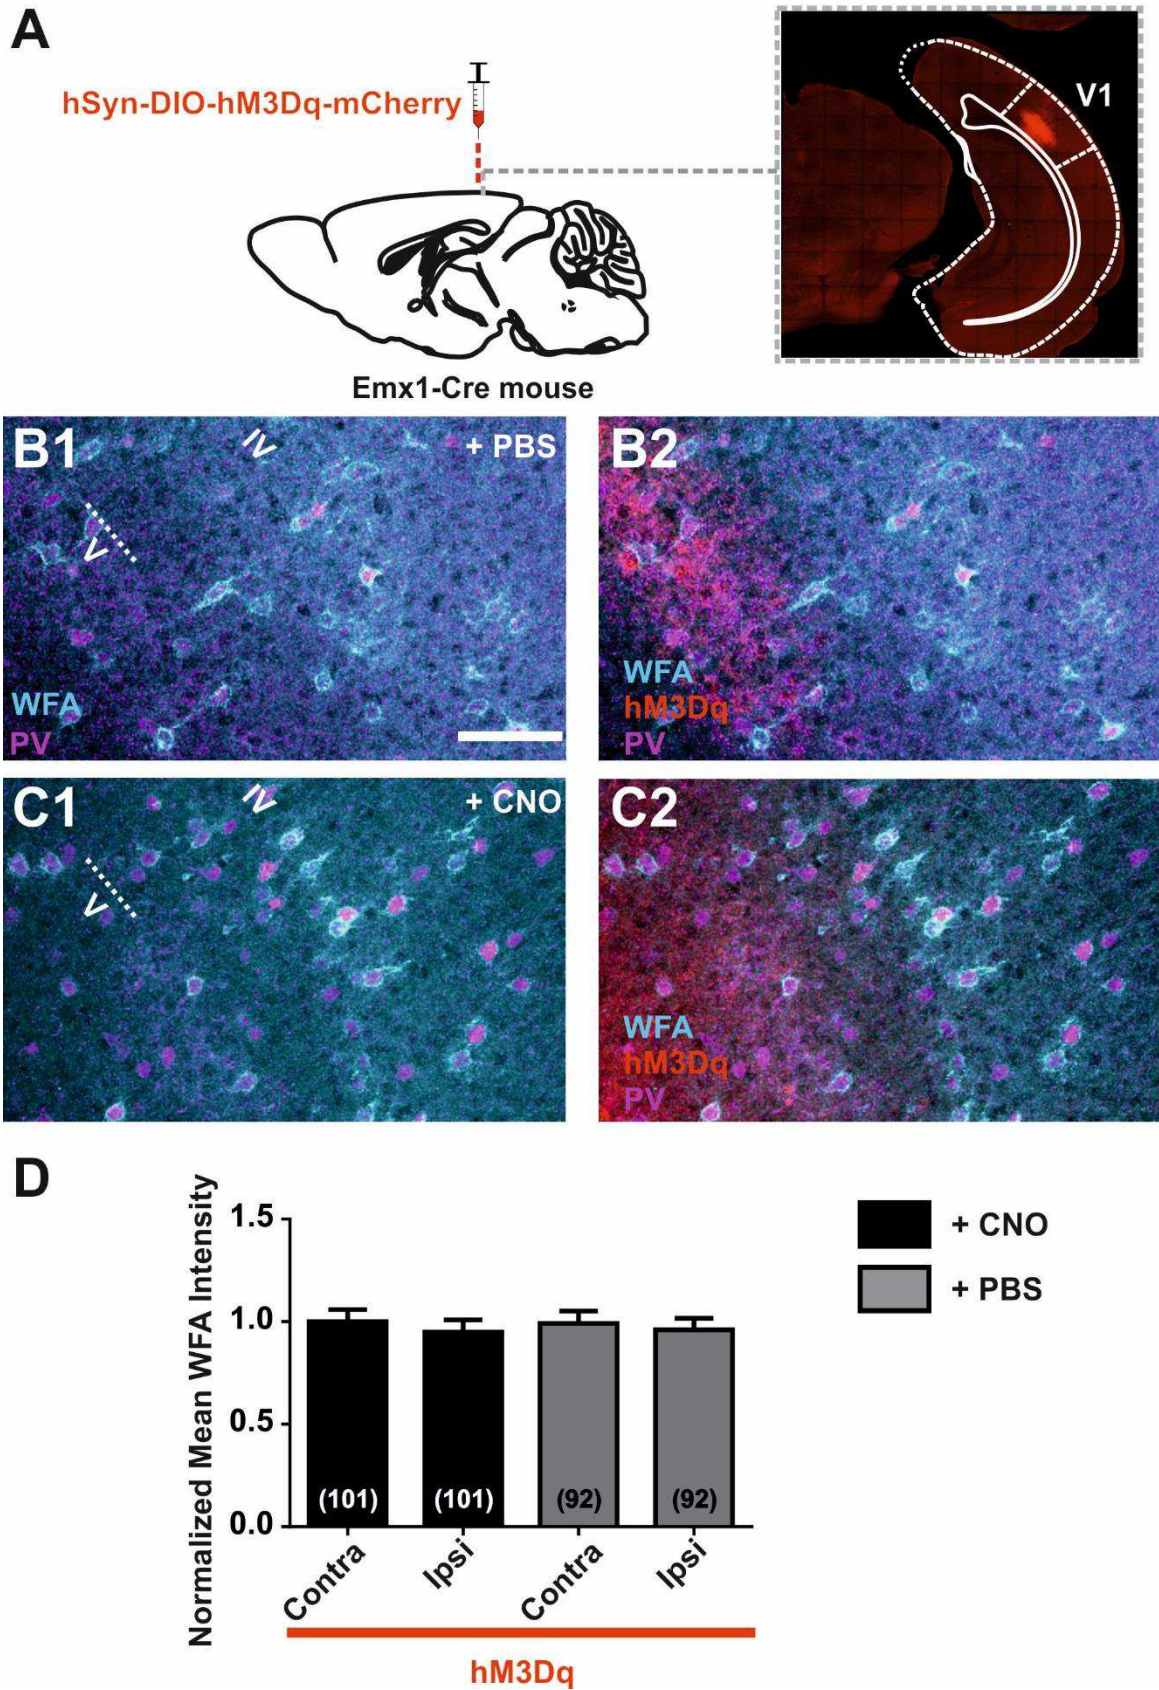 A
hSyn-DIO-hM3Dq-mCherry
V1
Emx1-Cre mouse
B1
IV
+ PBS
V
WFA
PV
B2
WFA
hM3Dq
PV
C1
IV
+ CNO
V
C2
WFA
hM3Dq
PV
D
Normalized Mean WFA Intensity
1.5
1.0
0.5
0.0
(101)
(101)
(92)
(92)
Contra
Ipsi
Contra
Ipsi
hM3Dq
+ CNO
+ PBS